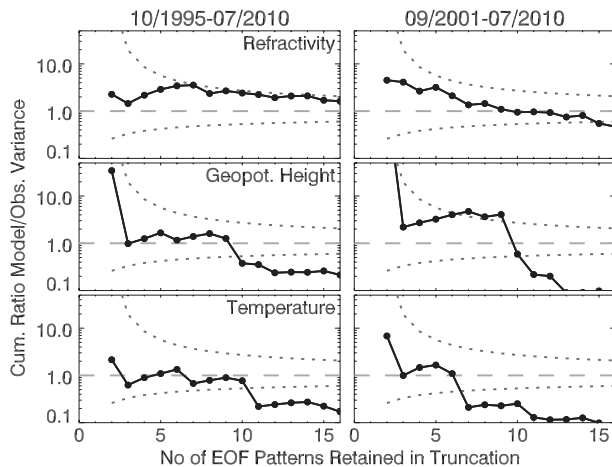 10/1995-07/2010 09/2001-07/2010
Cum. Ratio Model/Obs. Variance
Refractivity
10.0
1.0
0.1
Geopot. Height
10.0
1.0
0.1
Temperature
10.0
1.0
0.1
0 5 10 15 0 5 10 15
No of EOF Patterns Retained in Truncation